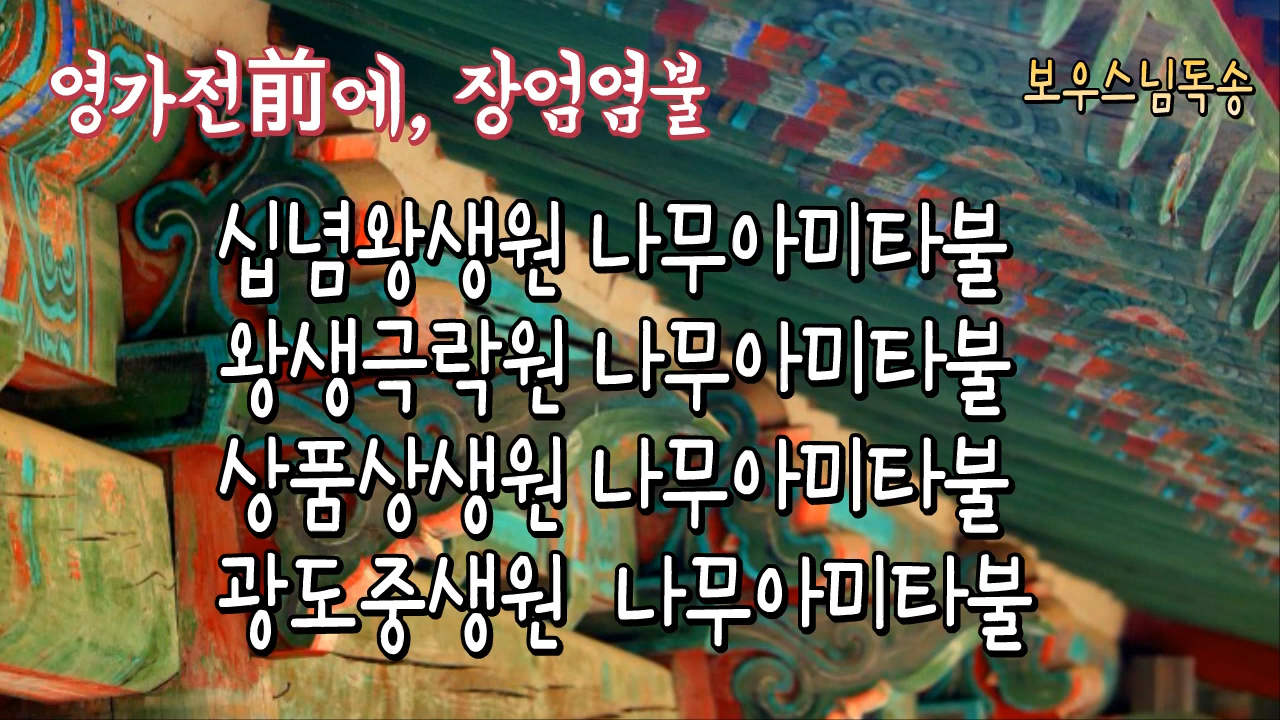 영가전前에, 장엄염불
보우스님독송
십념왕생원 나무아미타불
왕생극락원 나무아미타불
상품상생원 나무아미타불
광도중생원 나무아미타불